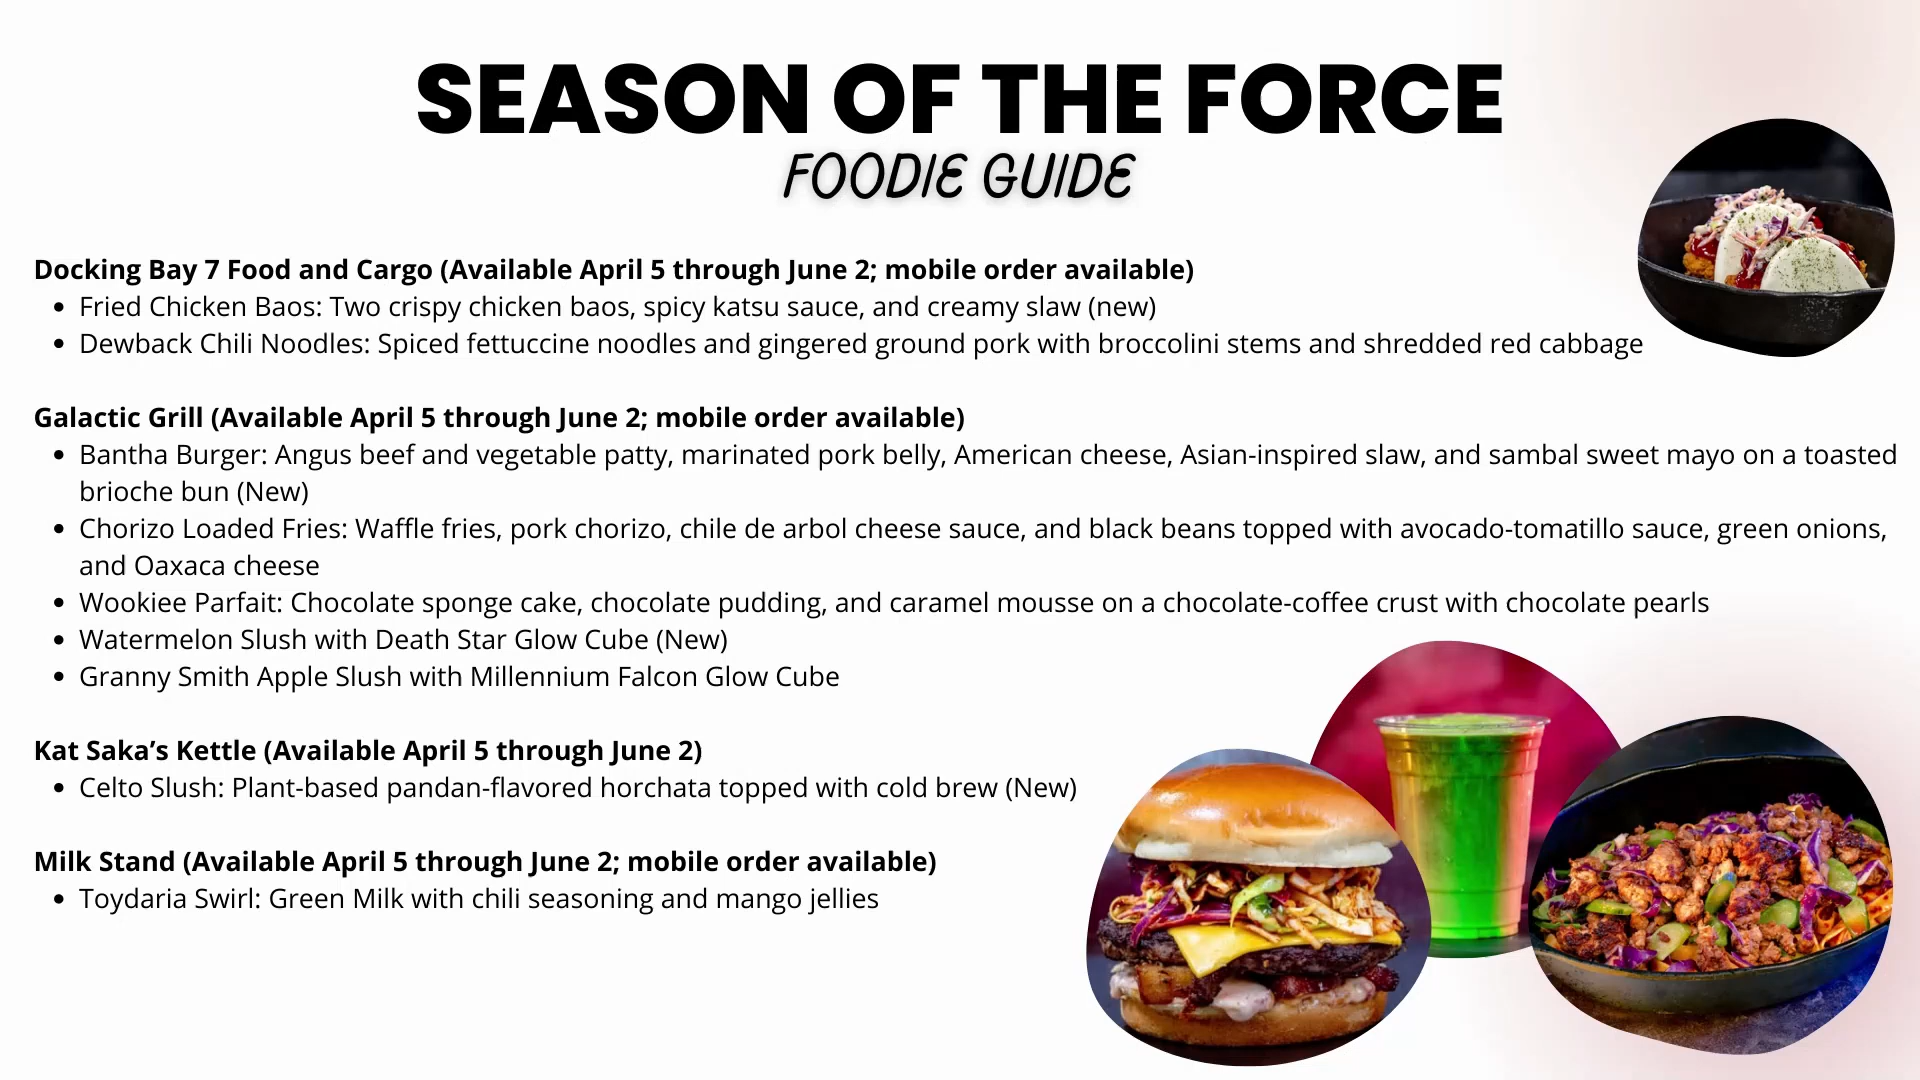 SEASON OF THE FORCE
FOODIE GUIDE
Docking Bay 7 Food and Cargo (Available April 5 through June 2; mobile order available)
• Fried Chicken Baos: Two crispy chicken baos, spicy katsu sauce, and creamy slaw (new)
• Dewback Chili Noodles: Spiced fettuccine noodles and gingered ground pork with broccolini stems and shredded red cabbage
Galactic Grill (Available April 5 through June 2; mobile order available)
• Bantha Burger: Angus beef and vegetable patty, marinated pork belly, American cheese, Asian-inspired slaw, and sambal sweet mayo on a toasted
brioche bun (New)
• Chorizo Loaded Fries: Waffle fries, pork chorizo, chile de arbol cheese sauce, and black beans topped with avocado-tomatillo sauce, green onions,
and Oaxaca cheese
• Wookiee Parfait: Chocolate sponge cake, chocolate pudding, and caramel mousse on a chocolate-coffee crust with chocolate pearls
• Watermelon Slush with Death Star Glow Cube (New)
• Granny Smith Apple Slush with Millennium Falcon Glow Cube
Kat Saka’s Kettle (Available April 5 through June 2)
• Celto Slush: Plant-based pandan-flavored horchata topped with cold brew (New)
Milk Stand (Available April 5 through June 2; mobile order available)
• Toydaria Swirl: Green Milk with chili seasoning and mango jellies